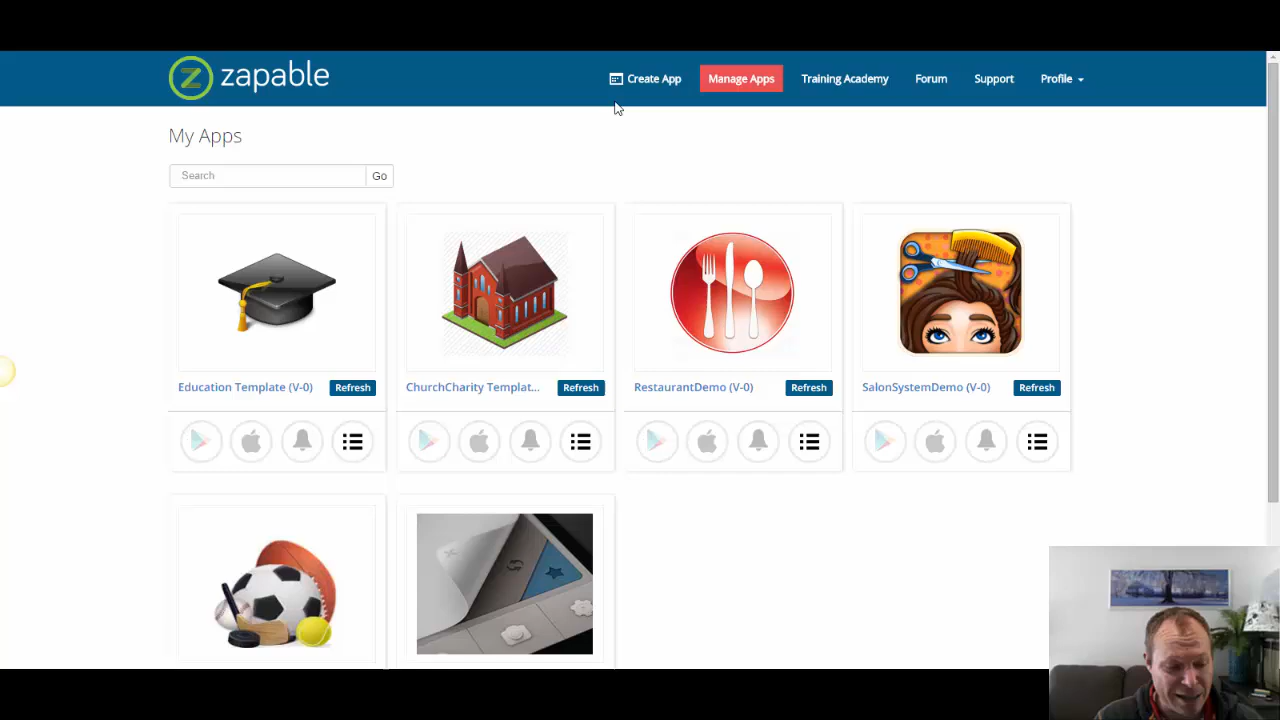 zapable
Create App
Manage Apps
Training Academy
Forum
Support
Profile
My Apps
Search
Go
Education Template (V-0)
Refresh
ChurchCharity Templat...
Refresh
RestaurantDemo (V-0)
Refresh
SalonSystemDemo (V-0)
Refresh